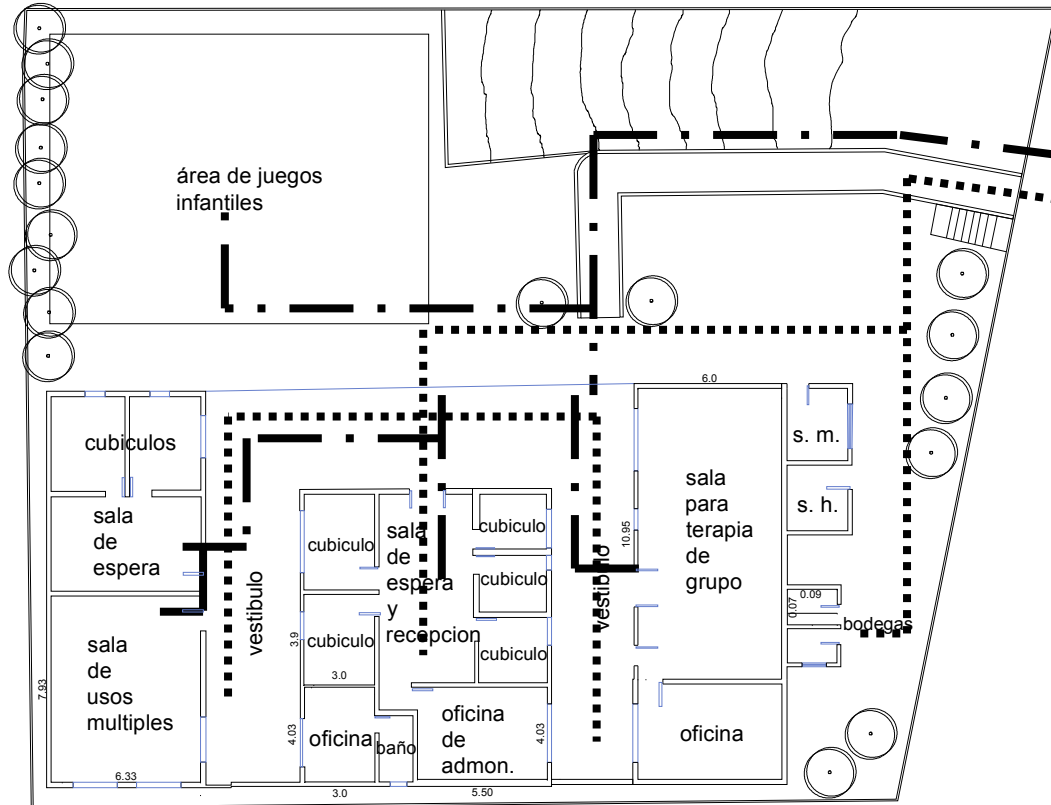 área de juegos
infantiles
6.0
cubiculos
s. m.
sala
de
espera
cubiculo
sala
de
espera
y
recepcion
cubiculo
cubiculo
cubiculo
cubiculo
vestibulo
vestibulo
10.95
sala
para
terapia
de
grupo
s. h.
0.09
0.07
bodegas
3.9
3.0
7.93
sala
de
usos
multiples
6.33
4.03
oficina
baño
oficina
de
admon.
4.03
oficina
3.0
5.50